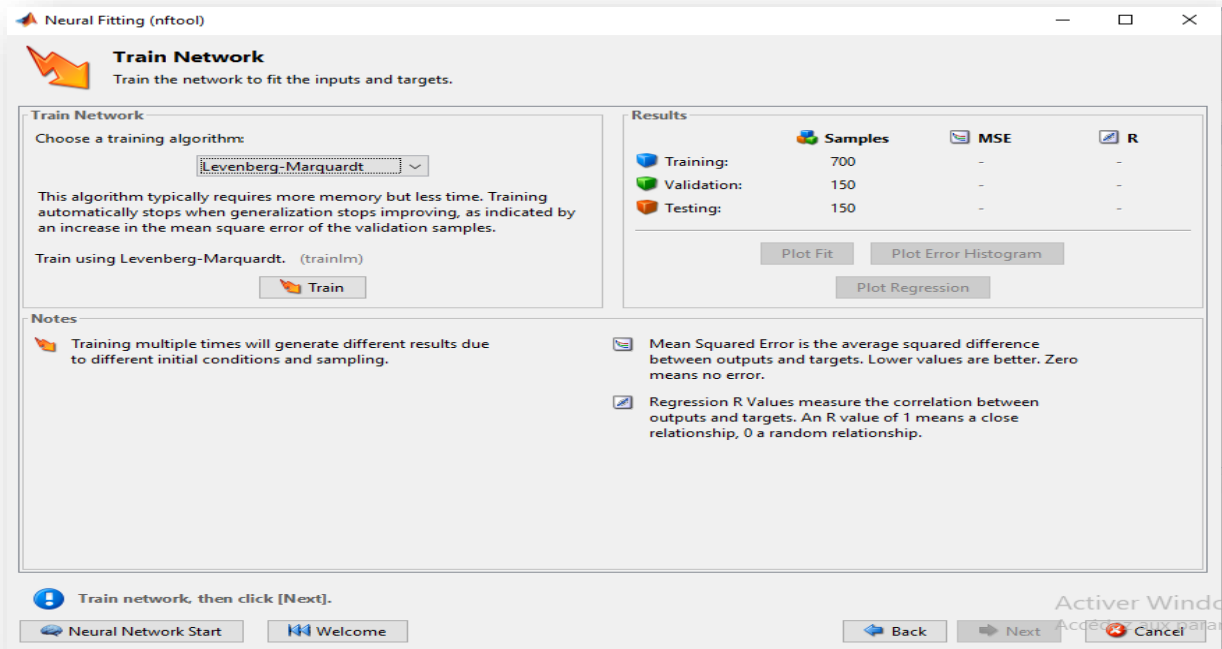 Neural Fitting (nftool)
Train Network
Train the network to fit the inputs and targets.
Train Network
Choose a training algorithm:
Levenberg-Marquardt
This algorithm typically requires more memory but less time. Training
automatically stops when generalization stops improving, as indicated by
an increase in the mean square error of the validation samples.
Train using Levenberg-Marquardt. (trainlm)
Train
Results
Samples MSE R
Training: 700 - -
Validation: 150 - -
Testing: 150 - -
Plot Fit Plot Error Histogram
Plot Regression
Notes
Training multiple times will generate different results due
to different initial conditions and sampling.
Mean Squared Error is the average squared difference
between outputs and targets. Lower values are better. Zero
means no error.
Regression R Values measure the correlation between
outputs and targets. An R value of 1 means a close
relationship, 0 a random relationship.
Train network, then click [Next].
Activer Windo
Neural Network Start Welcome Back Next Cancel
Accédez aux para